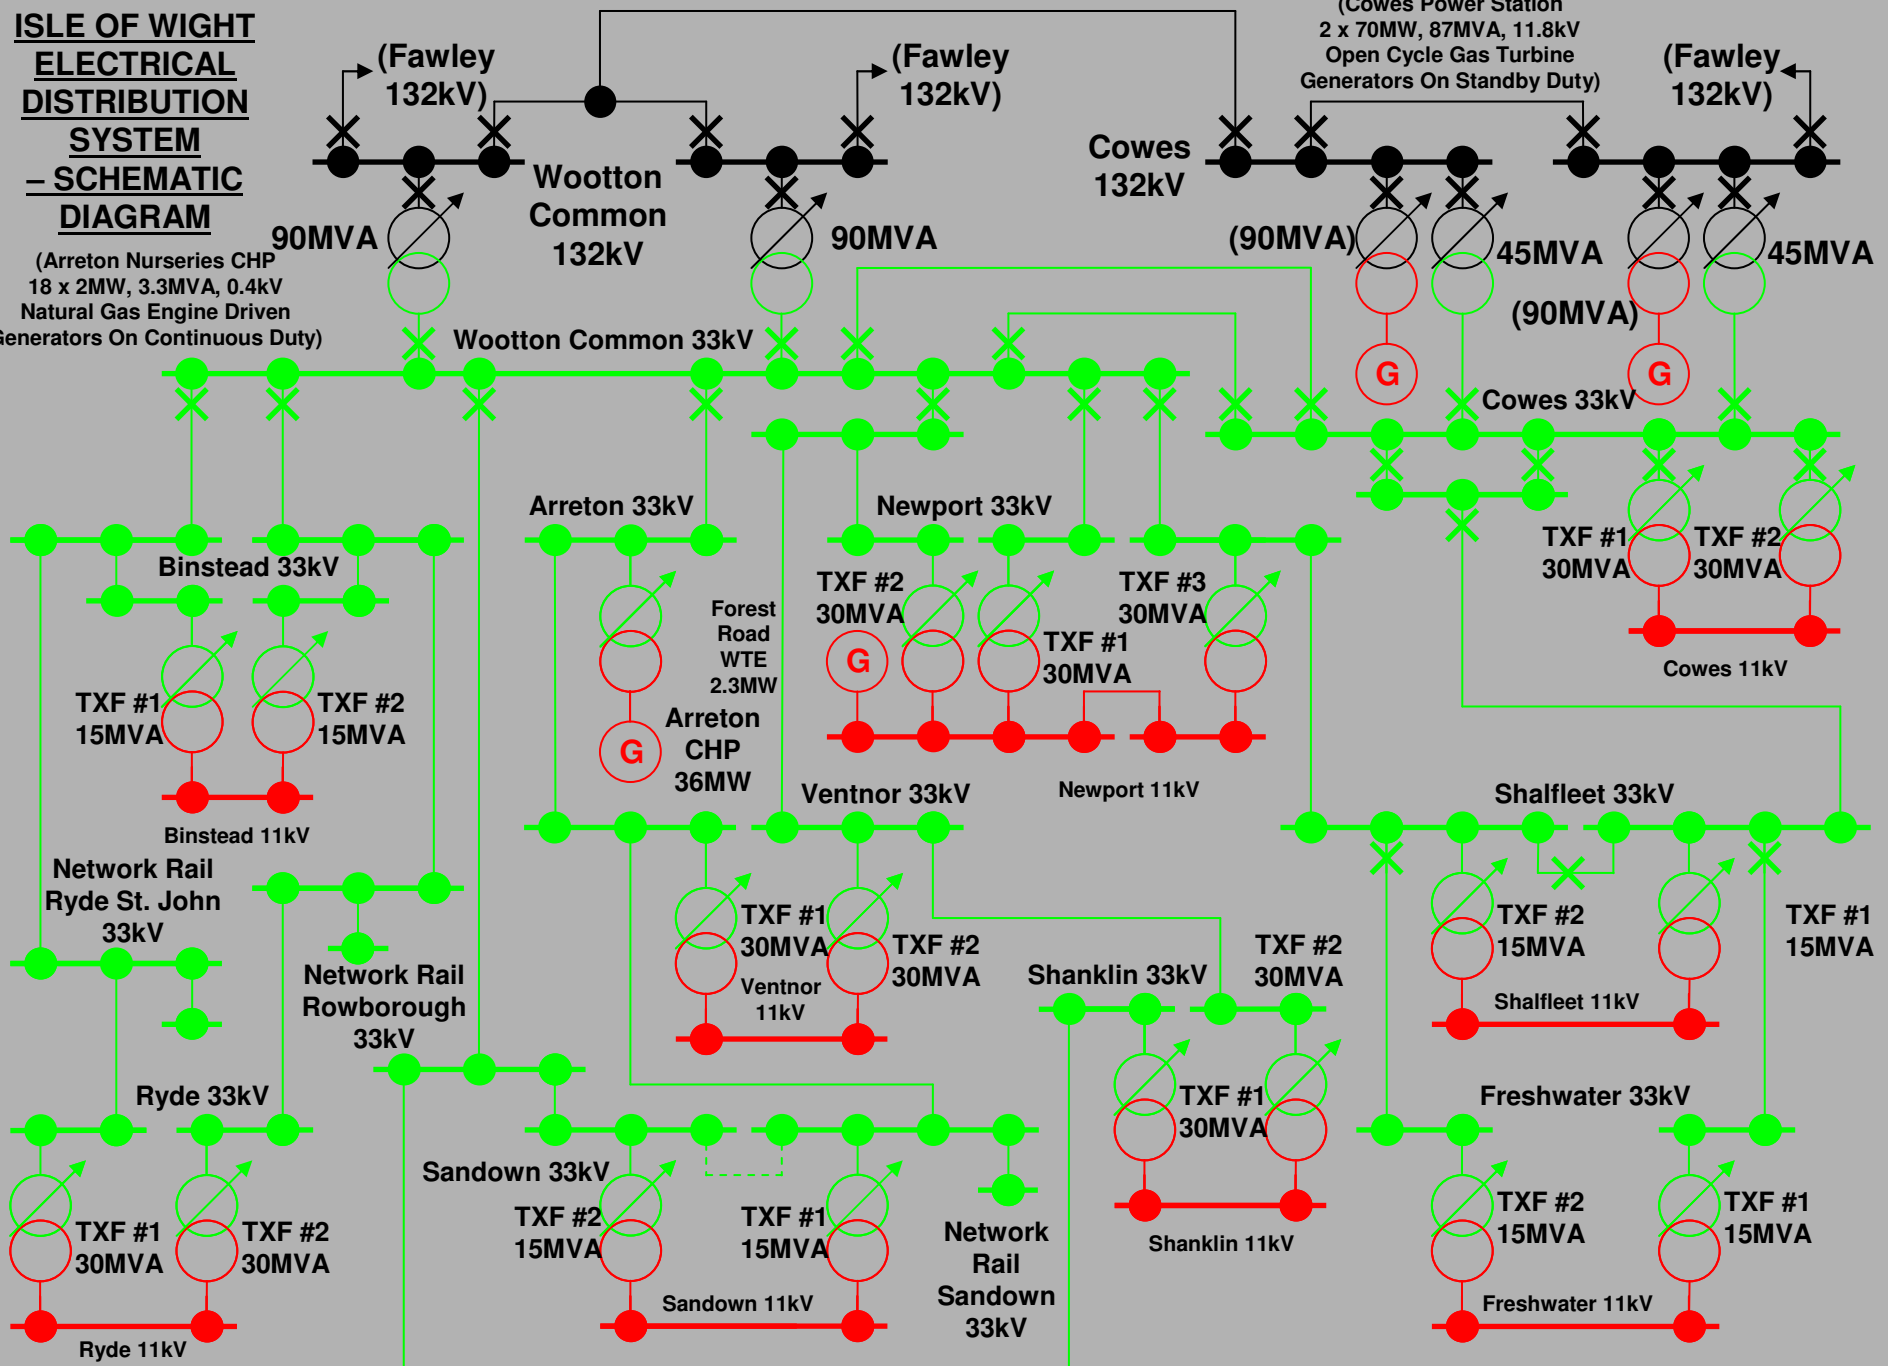 ISLE OF WIGHT
ELECTRICAL
DISTRIBUTION
SYSTEM
– SCHEMATIC
DIAGRAM
(Arreton Nurseries CHP
18 x 2MW, 3.3MVA, 0.4kV
Natural Gas Engine Driven
Generators On Continuous Duty)
(Fawley
132kV)
(Fawley
132kV)
(Cowes Power Station
2 x 70MW, 87MVA, 11.8kV
Open Cycle Gas Turbine
Generators On Standby Duty)
(Fawley
132kV)
Wootton
Common
132kV
Cowes
132kV
90MVA
90MVA
(90MVA)
45MVA
(90MVA)
45MVA
G
G
Wootton Common 33kV
Cowes 33kV
Binstead 33kV
Arreton 33kV
Newport 33kV
TXF #1
30MVA
TXF #2
30MVA
Cowes 11kV
TXF #1
15MVA
TXF #2
15MVA
Binstead 11kV
Forest
Road
WTE
2.3MW
G
Arreton
CHP
36MW
TXF #2
30MVA
G
TXF #1
30MVA
TXF #3
30MVA
Newport 11kV
Ventnor 33kV
Shalfleet 33kV
Network Rail
Ryde St. John
33kV
Network Rail
Rowborough
33kV
TXF #1
30MVA
Ventnor
11kV
TXF #2
30MVA
Shanklin 33kV
TXF #2
30MVA
TXF #1
30MVA
Shanklin 11kV
TXF #2
15MVA
TXF #1
15MVA
Shalfleet 11kV
Ryde 33kV
TXF #1
30MVA
TXF #2
30MVA
Ryde 11kV
Sandown 33kV
TXF #2
15MVA
TXF #1
15MVA
Sandown 11kV
Network
Rail
Sandown
33kV
Freshwater 33kV
TXF #2
15MVA
TXF #1
15MVA
Freshwater 11kV